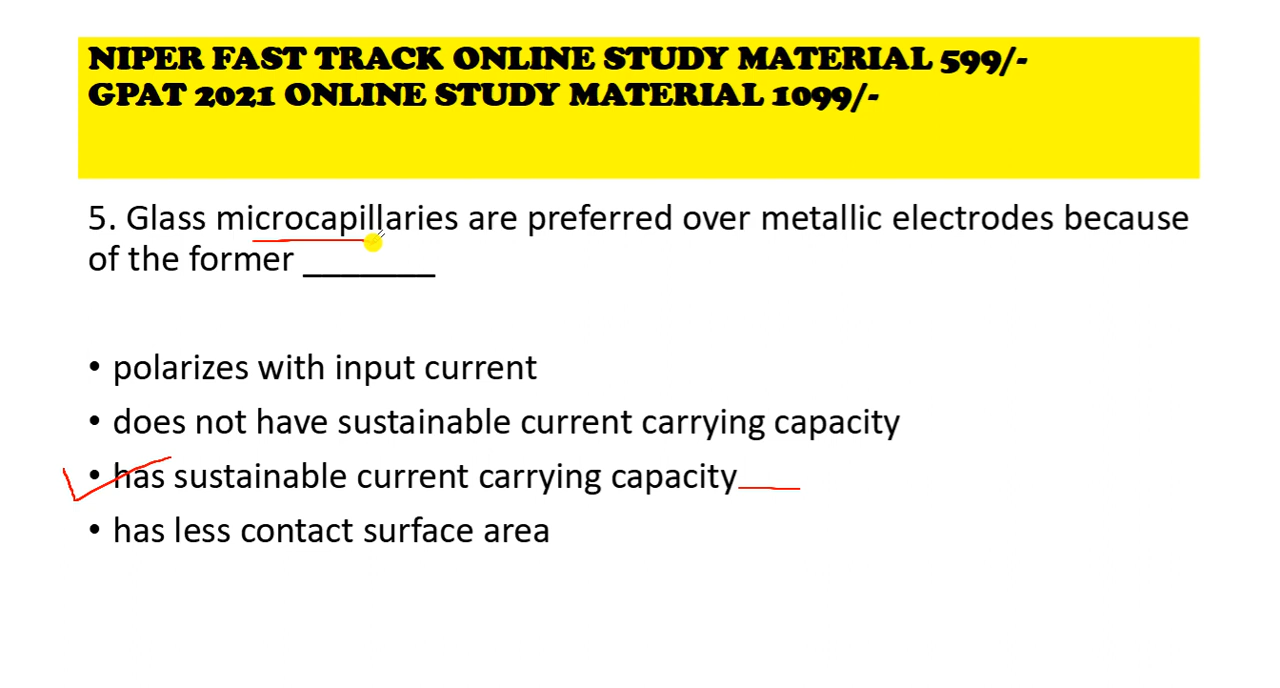 NIPER FAST TRACK ONLINE STUDY MATERIAL 599/-
GPAT 2021 ONLINE STUDY MATERIAL 1099/-
5. Glass microcapillaries are preferred over metallic electrodes because
of the former _______
• polarizes with input current
• does not have sustainable current carrying capacity
• has sustainable current carrying capacity
• has less contact surface area